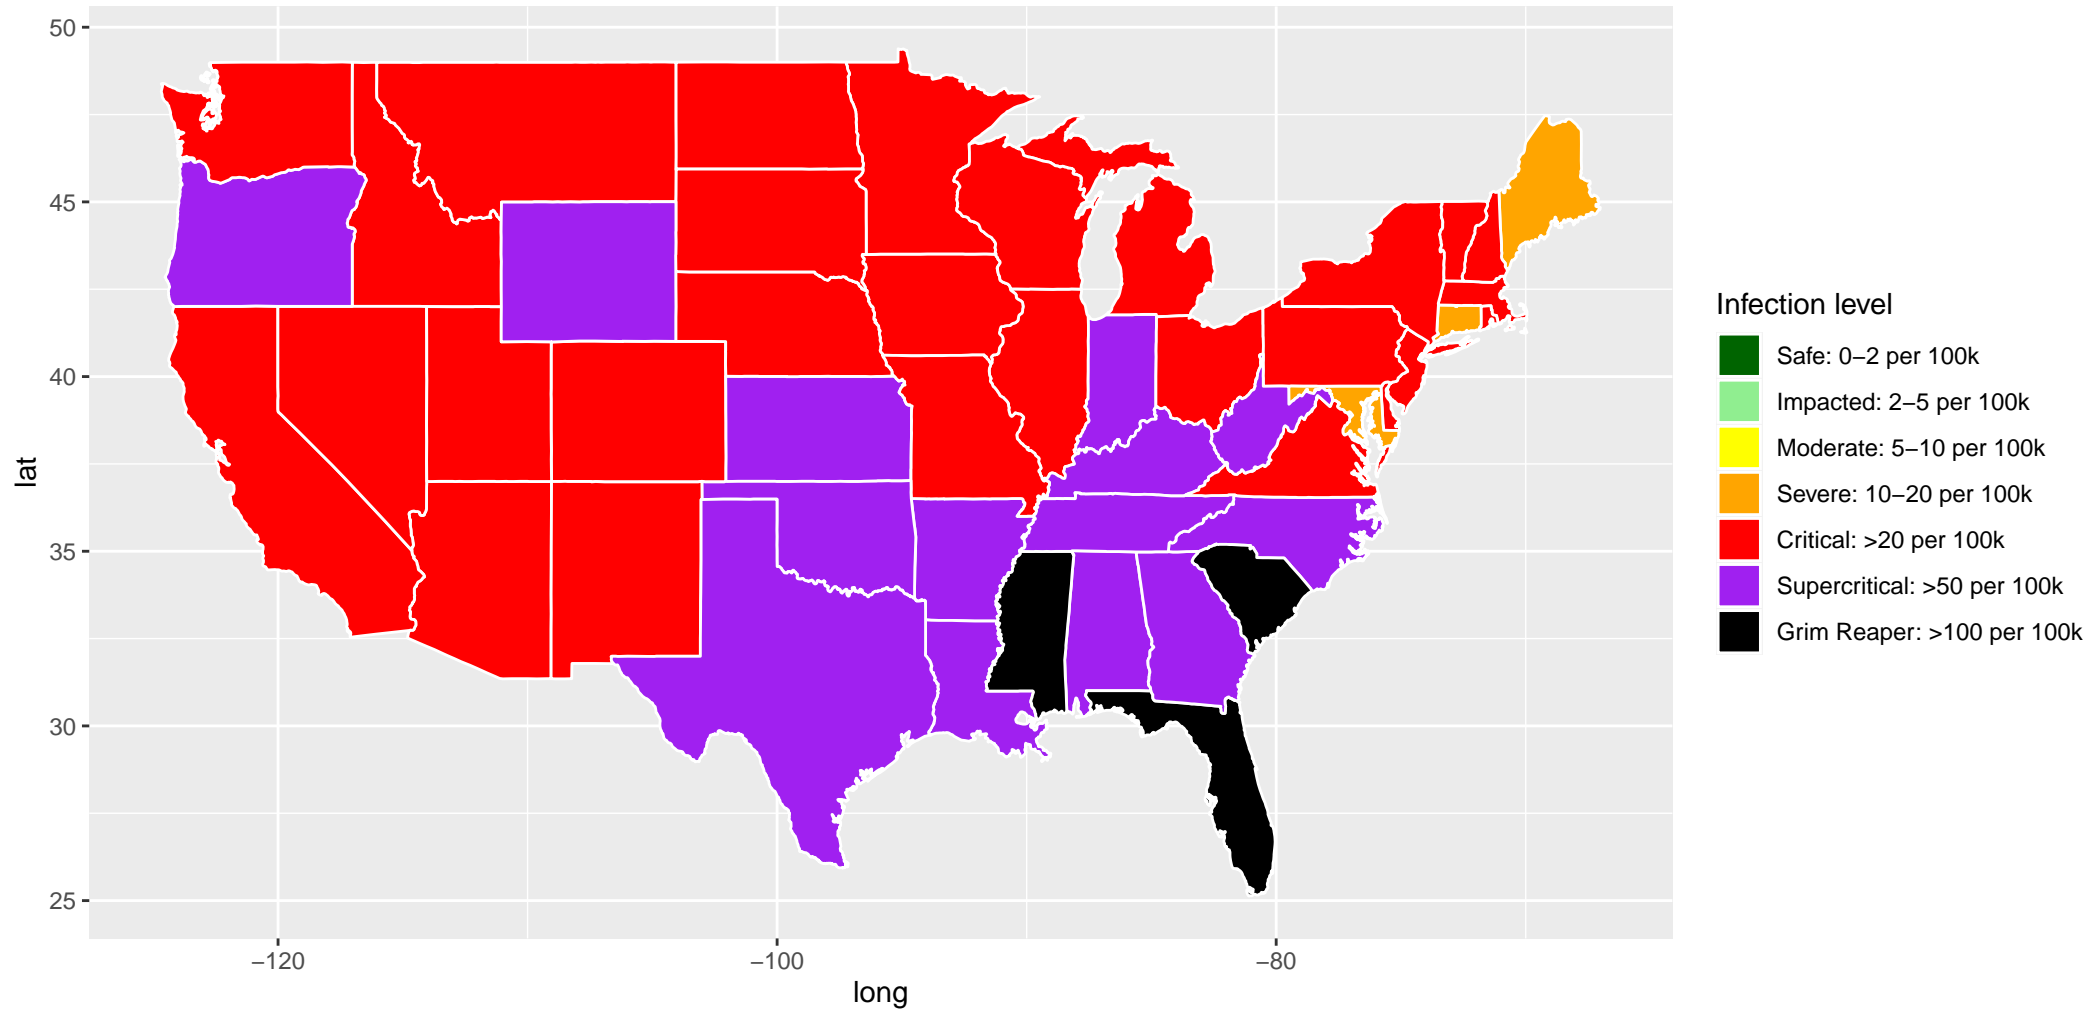 50
45
40
35
30
25
lat
−120
−100
−80
long
Infection level
Safe: 0−2 per 100k
Impacted: 2−5 per 100k
Moderate: 5−10 per 100k
Severe: 10−20 per 100k
Critical: >20 per 100k
Supercritical: >50 per 100k
Grim Reaper: >100 per 100k